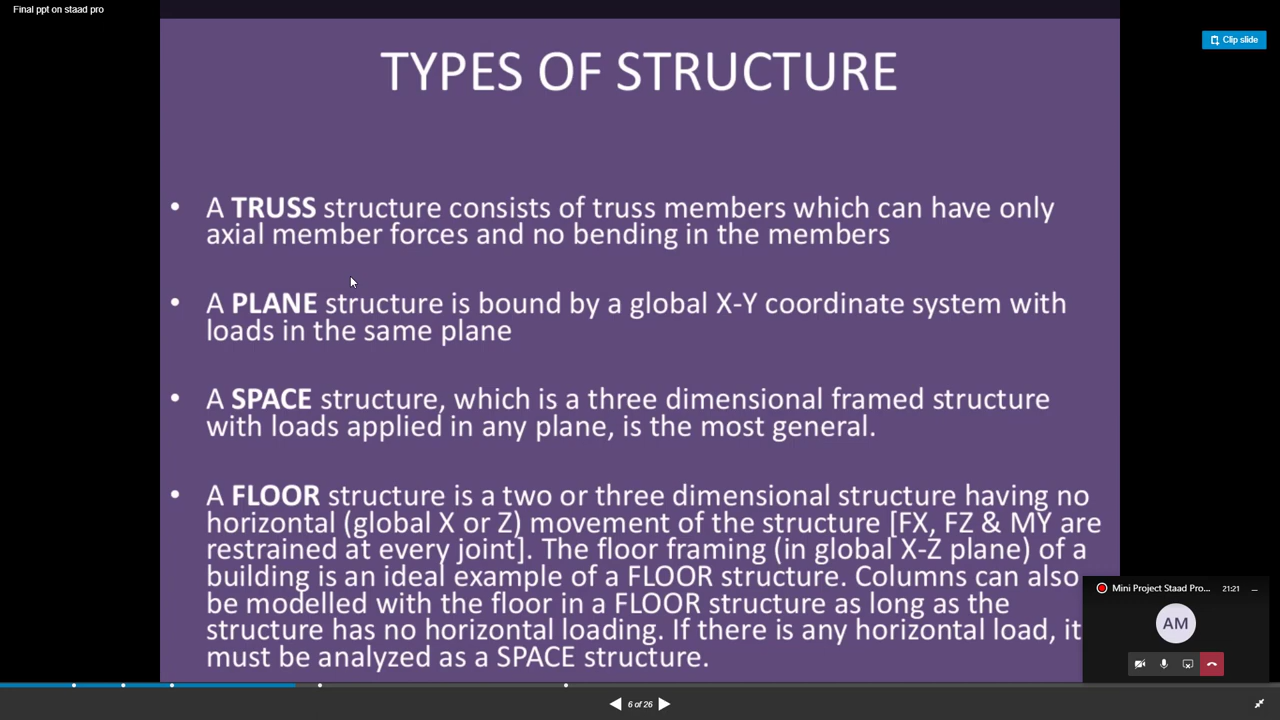 Final ppt on staad pro
Clip slide
TYPES OF STRUCTURE
• A TRUSS structure consists of truss members which can have only
axial member forces and no bending in the members
• A PLANE structure is bound by a global X-Y coordinate system with
loads in the same plane
• A SPACE structure, which is a three dimensional framed structure
with loads applied in any plane, is the most general.
• A FLOOR structure is a two or three dimensional structure having no
horizontal (global X or Z) movement of the structure [FX, FZ & MY are
restrained at every joint]. The floor framing (in global X-Z plane) of a
building is an ideal example of a FLOOR structure. Columns can also
be modelled with the floor in a FLOOR structure as long as the
structure has no horizontal loading. If there is any horizontal load, it
must be analyzed as a SPACE structure.
Mini Project Staad Pro... 21:21
AM
6 of 26